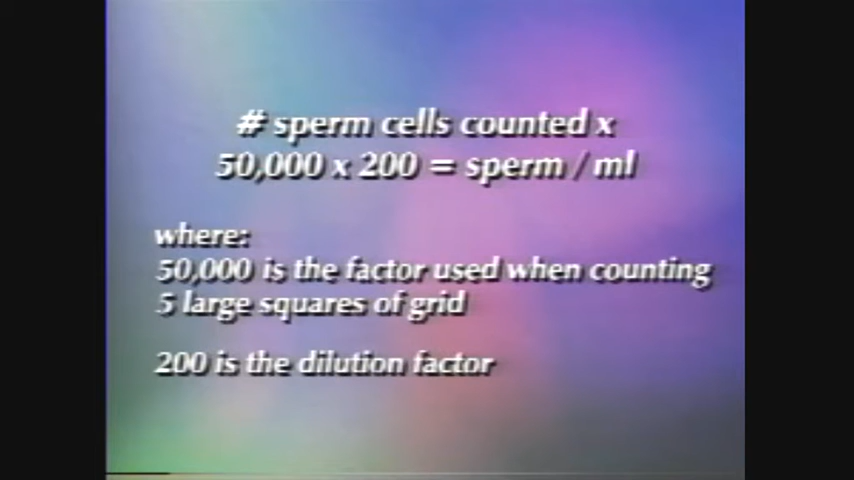 # sperm cells counted x
50,000 x 200 = sperm / ml
where:
50,000 is the factor used when counting
5 large squares of grid
200 is the dilution factor